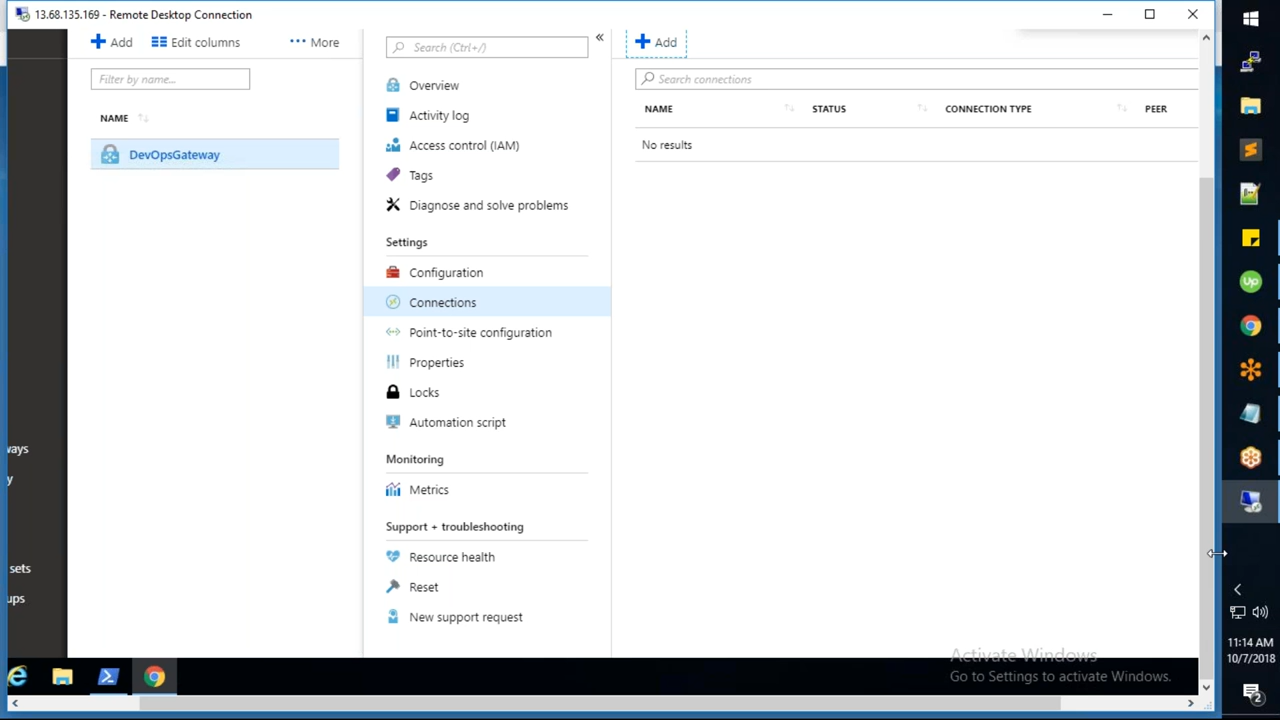 13.68.135.169 - Remote Desktop Connection
Add
Edit columns
More
Filter by name...
NAME
DevOpsGateway
Search (Ctrl+/)
Overview
Activity log
Access control (IAM)
Tags
Diagnose and solve problems
Settings
Configuration
Connections
Point-to-site configuration
Properties
Locks
Automation script
Monitoring
Metrics
Support + troubleshooting
Resource health
Reset
New support request
Add
Search connections
NAME STATUS CONNECTION TYPE PEER
No results
ways
y
sets
ups
Activate Windows
Go to Settings to activate Windows.
Up
11:14 AM
10/7/2018
2